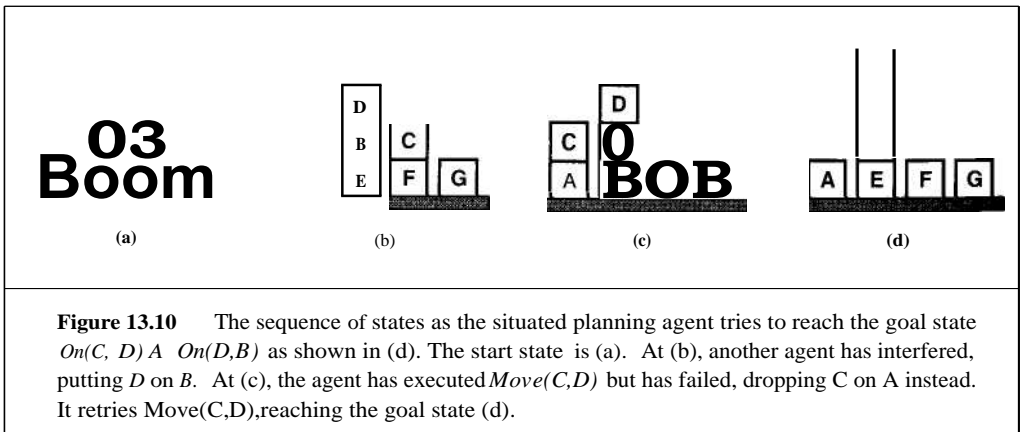 03
Boom
D
B
E
C
F G
D
C 0
A BOB
A E F G
(a) (b) (c) (d)
Figure 13.10 The sequence of states as the situated planning agent tries to reach the goal state
On(C, D) A On(D,B) as shown in (d). The start state is (a). At (b), another agent has interfered,
putting D on B. At (c), the agent has executed Move(C,D) but has failed, dropping C on A instead.
It retries Move(C,D),reaching the goal state (d).